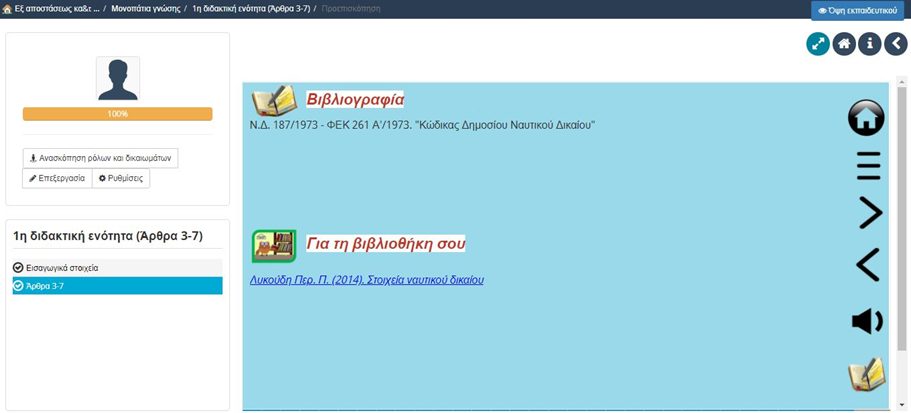 Εξ αποστάσεως κα&t ... / Μονοπάτια γνώσης / 1η διδακτική ενότητα (Άρθρα 3-7) / Προεπισκόπηση
Όψη εκπαιδευτικού
100%
Ανασκόπηση ρόλων και δικαιωμάτων
Επεξεργασία Ρυθμίσεις
1η διδακτική ενότητα (Άρθρα 3-7)
Εισαγωγικά στοιχεία
Άρθρα 3-7
Βιβλιογραφία
Ν.Δ. 187/1973 - ΦΕΚ 261 Α'/1973. "Κώδικας Δημοσίου Ναυτικού Δικαίου"
Για τη βιβλιοθήκη σου
Λυκούδη Περ. Π. (2014). Στοιχεία ναυτικού δικαίου